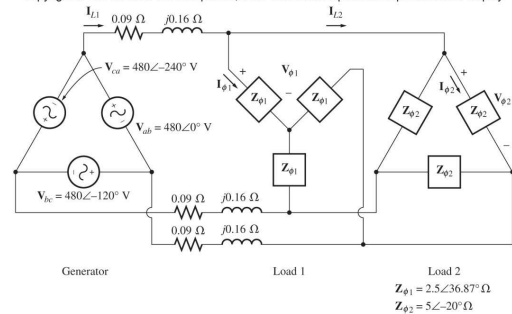 I_L1
0.09 Ω
j0.16 Ω
I_L2
V_ca = 480∠–240° V
V_ab = 480∠0° V
V_bc = 480∠–120° V
+
–
+
–
–
+
+
I_ϕ1
Z_ϕ1
–
V_ϕ1
Z_ϕ1
Z_ϕ1
Z_ϕ2
+
I_ϕ2
Z_ϕ2
V_ϕ2
–
Z_ϕ2
0.09 Ω
j0.16 Ω
0.09 Ω
j0.16 Ω
Generator
Load 1
Load 2
Z_ϕ1 = 2.5∠36.87° Ω
Z_ϕ2 = 5∠–20° Ω